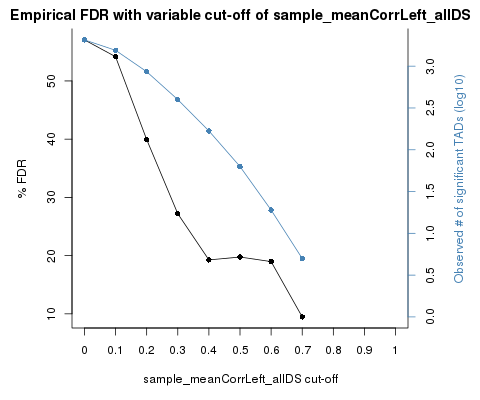 Empirical FDR with variable cut-off of sample_meanCorrLeft_allDS
% FDR
50
40
30
20
10
3.0
2.5
2.0
1.5
1.0
0.5
0.0
Observed # of significant TADs (log10)
0 0.1 0.2 0.3 0.4 0.5 0.6 0.7 0.8 0.9 1
sample_meanCorrLeft_allDS cut-off